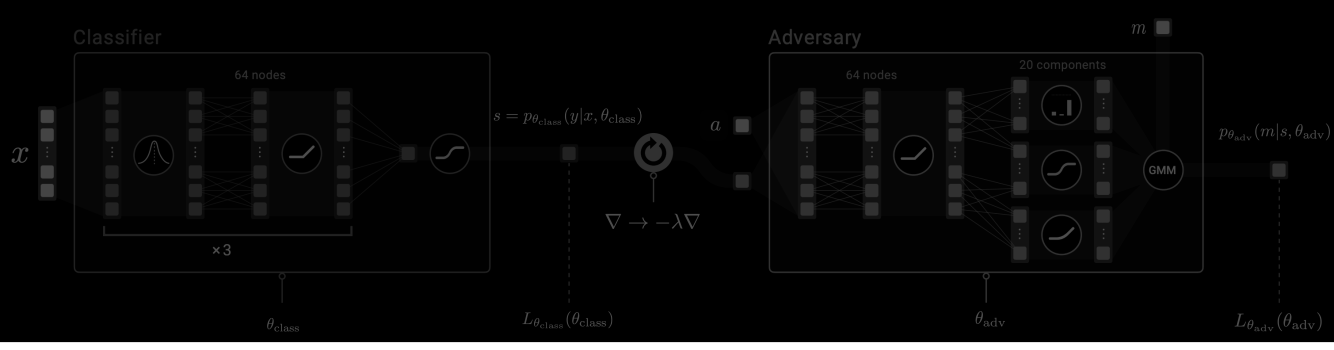 Classifier
64 nodes
x
×3
θ_class
s = p_{θ_class}(y|x, θ_class)
L_{θ_class}(θ_class)
∇ → −λ∇
Adversary
a
64 nodes
20 components
m
GMM
θ_adv
p_{θ_adv}(m|s, θ_adv)
L_{θ_adv}(θ_adv)